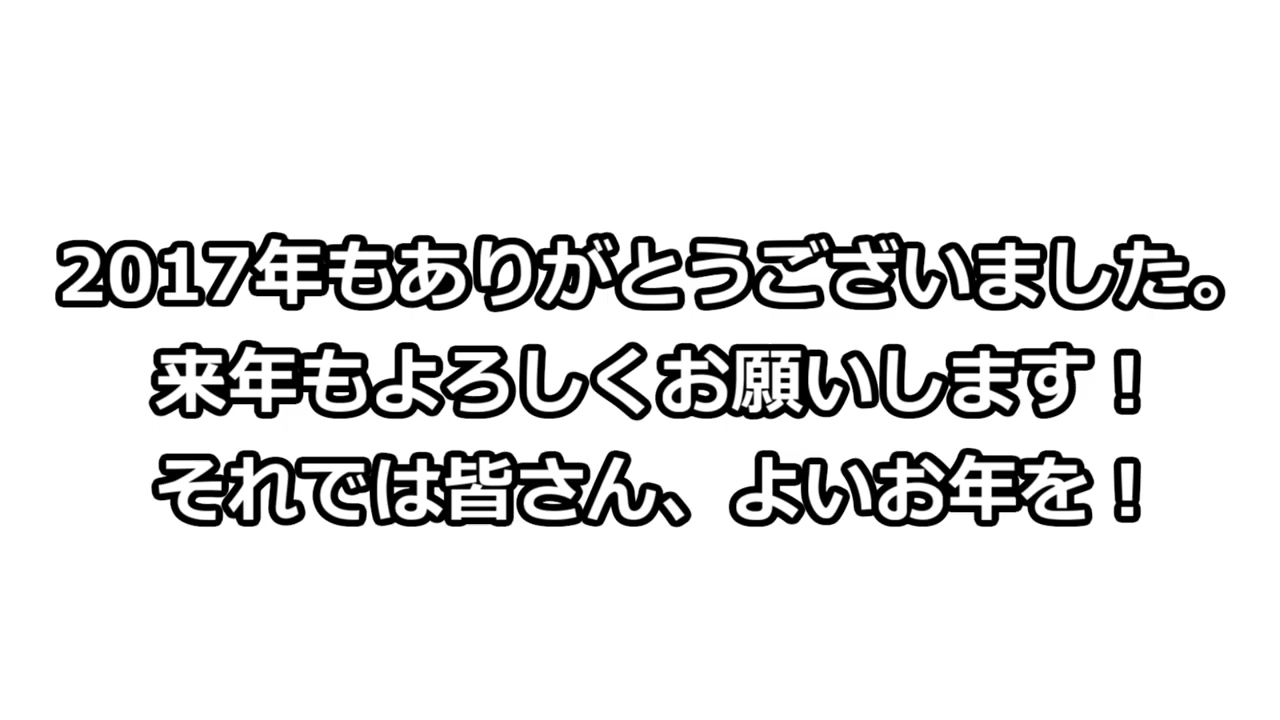 2017年もありがとうございました。
来年もよろしくお願いします！
それでは皆さん、よいお年を！